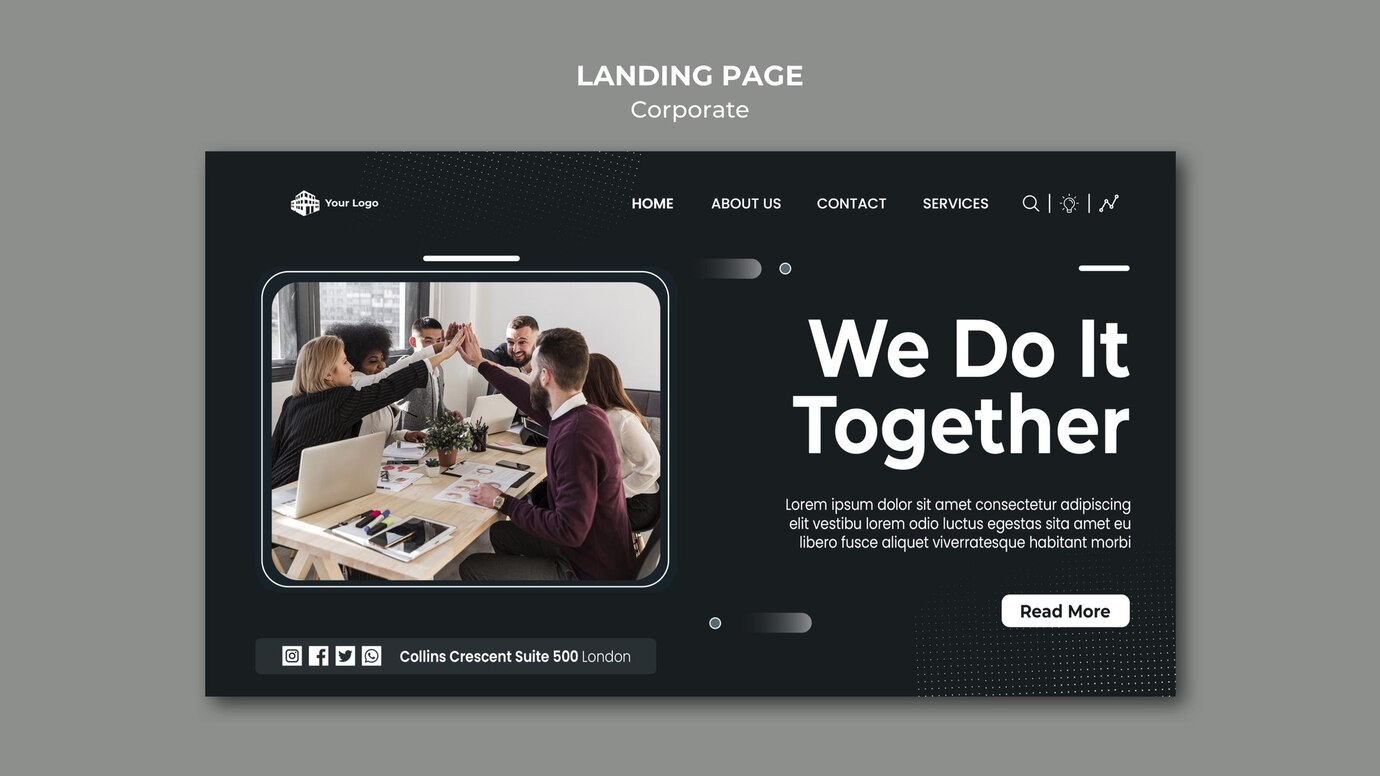 LANDING PAGE
Corporate
Your Logo
HOME
ABOUT US
CONTACT
SERVICES
We Do It
Together
Lorem ipsum dolor sit amet consectetur adipiscing
elit vestibu lorem odio luctus egestas sita amet eu
libero fusce aliquet viverratesque habitant morbi
Read More
Collins Crescent Suite 500 London